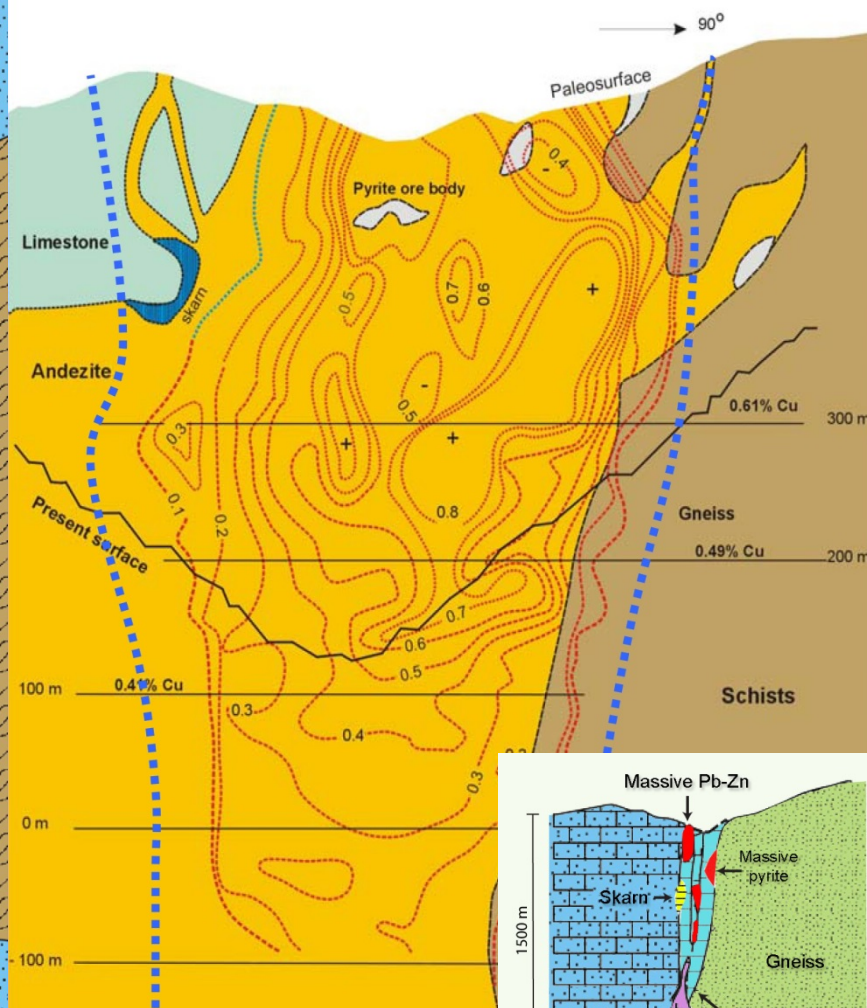 90°
Paleosurface
0.4
-
Pyrite ore body
Limestone
skarn
0.5
0.7
0.6
+
Andezite
-
0.5
0.61% Cu
300 m
0.3
+
+
0.1
0.2
0.8
Gneiss
Present surface
0.49% Cu
200 m
0.7
0.6
0.5
100 m
0.41% Cu
0.3
Schists
0.4
0.3
0 m
Massive Pb-Zn
Massive
pyrite
Skarn
1500 m
Gneiss
- 100 m